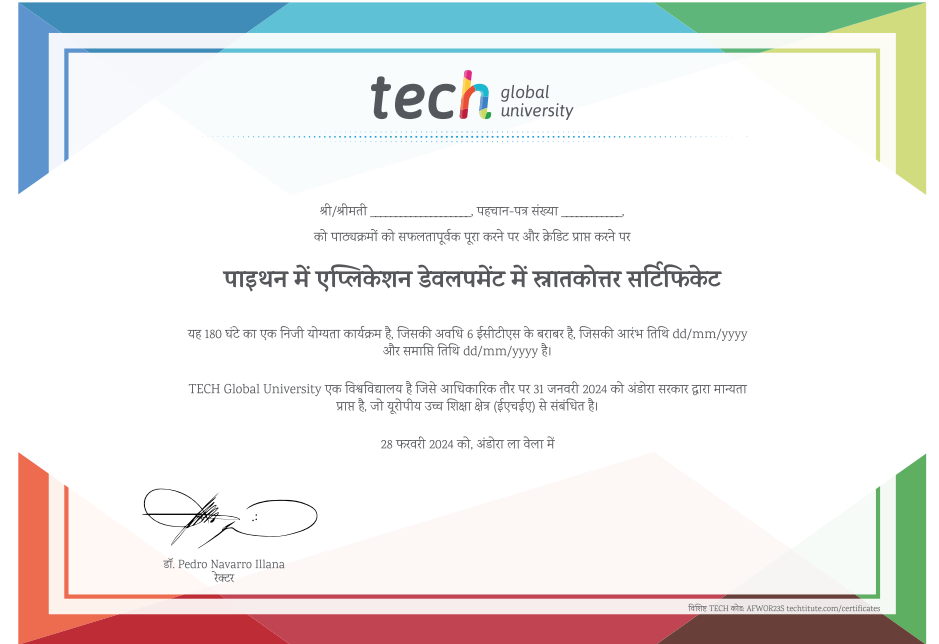 tech global
university
श्री/श्रीमती ____________________, पहचान-पत्र संख्या ____________,
को पाठ्यक्रमों को सफलतापूर्वक पूरा करने पर और क्रेडिट प्राप्त करने पर
पाइथन में एप्लिकेशन डेवलपमेंट में स्नातकोत्तर सर्टिफिकेट
यह 180 घंटे का एक निजी योग्यता कार्यक्रम है, जिसकी अवधि 6 ईसीटीएस के बराबर है, जिसकी आरंभ तिथि dd/mm/yyyy
और समाप्ति तिथि dd/mm/yyyy है।
TECH Global University एक विश्वविद्यालय है जिसे आधिकारिक तौर पर 31 जनवरी 2024 को अंडोरा सरकार द्वारा मान्यता
प्राप्त है, जो यूरोपीय उच्च शिक्षा क्षेत्र (ईएचईए) से संबंधित है।
28 फरवरी 2024 को, अंडोरा ला वेला में
डॉ. Pedro Navarro Illana
रेक्टर
विशिष्ट TECH कोड: AFWOR23S techtitute.com/certificates